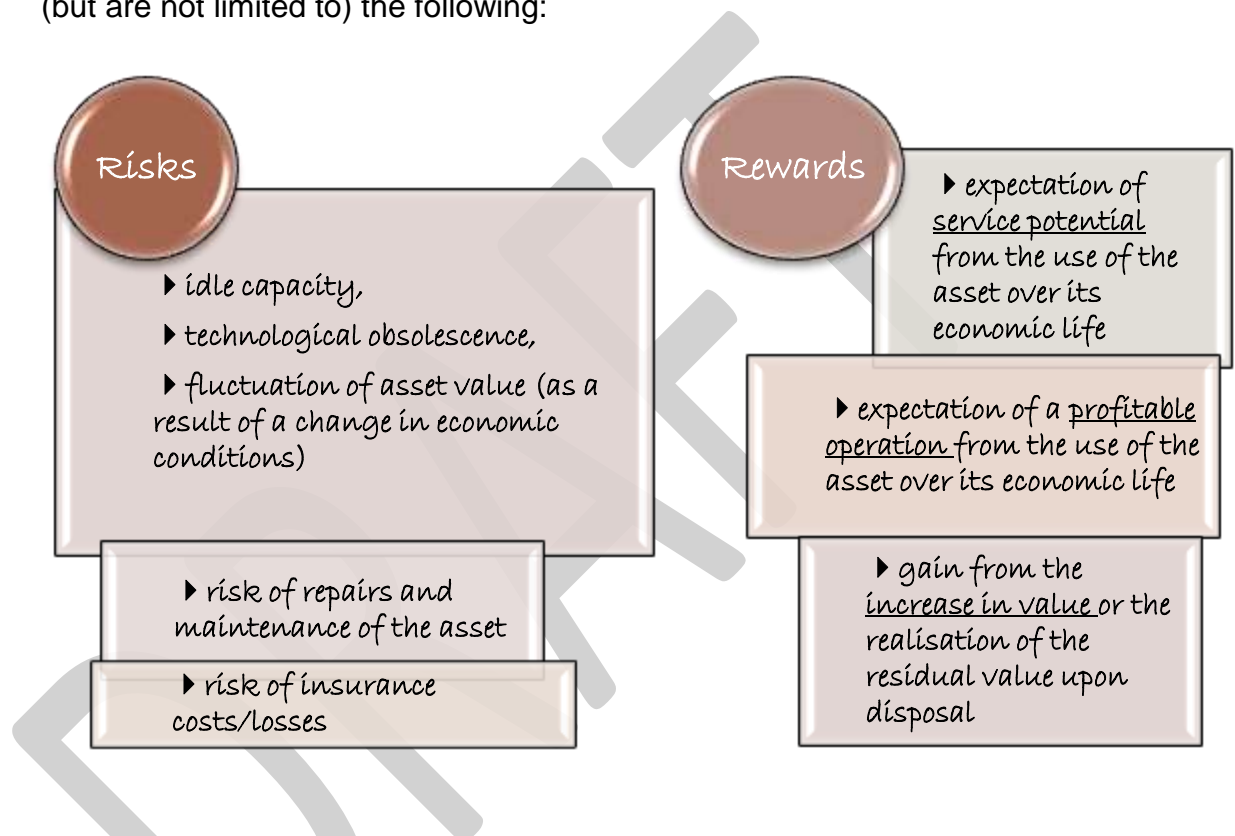 (but are not limited to) the following:
Risks
▶ idle capacity,
▶ technological obsolescence,
▶ fluctuation of asset value (as a
result of a change in economic
conditions)
▶ risk of repairs and
maintenance of the asset
▶ risk of insurance
costs/losses
Rewards
▶ expectation of
service potential
from the use of the
asset over its
economic life
▶ expectation of a profitable
operation from the use of the
asset over its economic life
▶ gain from the
increase in value or the
realisation of the
residual value upon
disposal
DRAFT